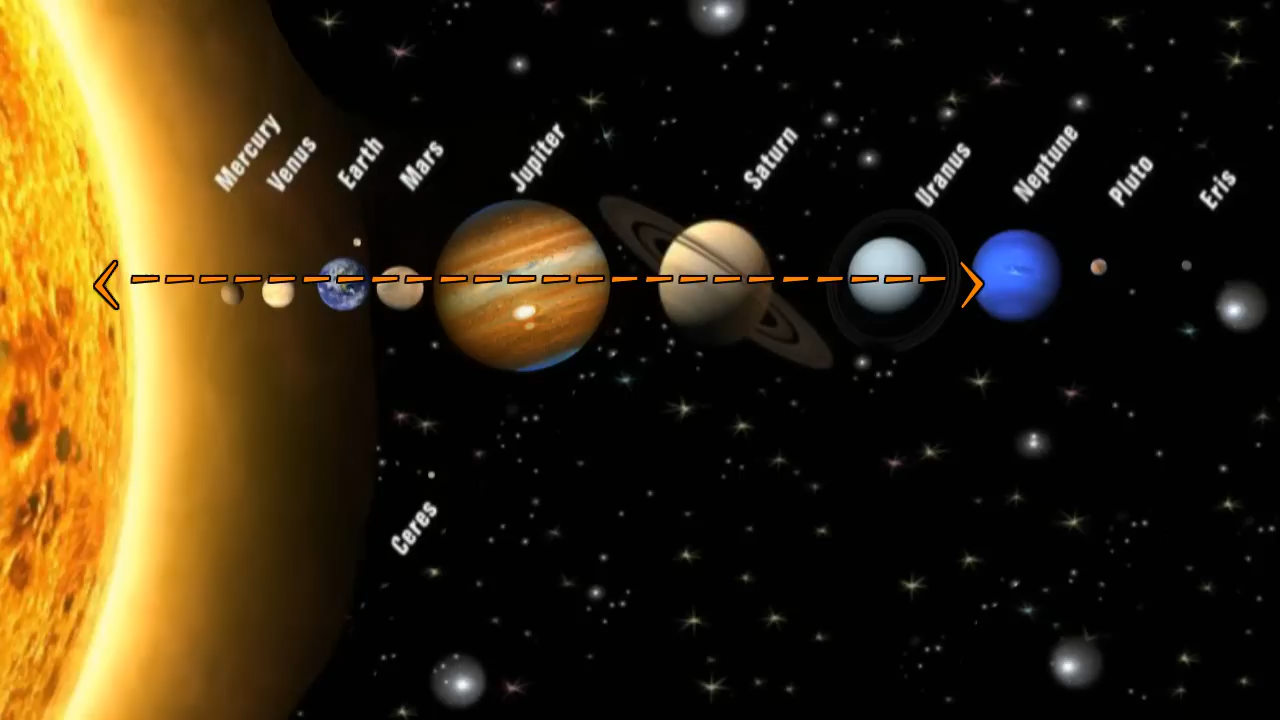 Mercury
Venus
Earth
Mars
Jupiter
Saturn
Uranus
Neptune
Pluto
Eris
Ceres